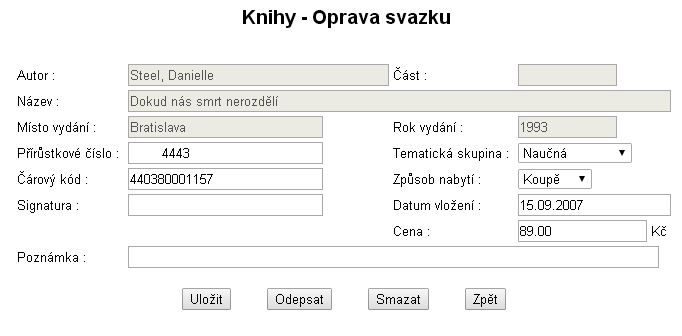 Knihy - Oprava svazku
Autor : Steel, Danielle Část :
Název : Dokud nás smrt nerozdělí
Místo vydání : Bratislava Rok vydání : 1993
Přírůstkové číslo : 4443 Tematická skupina : Naučná
Čárový kód : 440380001157 Způsob nabytí : Koupě
Signatura : Datum vložení : 15.09.2007
Cena : 89.00 Kč
Poznámka :
Uložit Odepsat Smazat Zpět